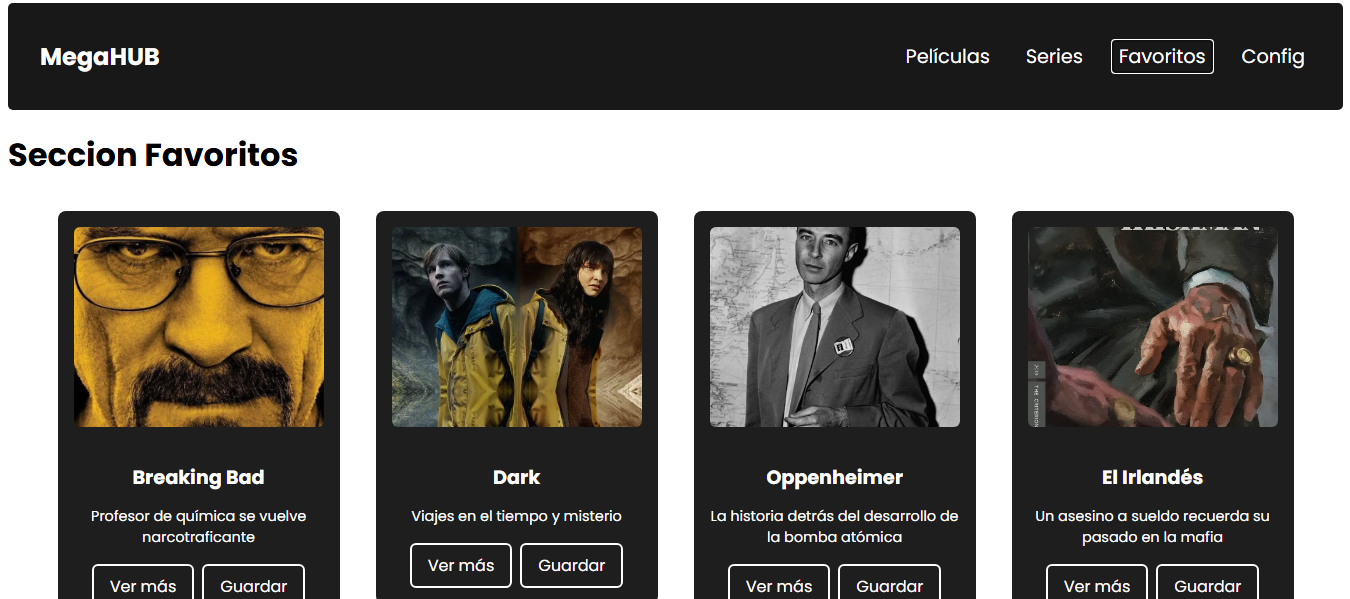 MegaHUB
Películas Series Favoritos Config
Seccion Favoritos
Breaking Bad
Profesor de química se vuelve
narcotraficante
Ver más Guardar
Dark
Viajes en el tiempo y misterio
Ver más Guardar
Oppenheimer
La historia detrás del desarrollo de
la bomba atómica
Ver más Guardar
El Irlandés
Un asesino a sueldo recuerda su
pasado en la mafia
Ver más Guardar